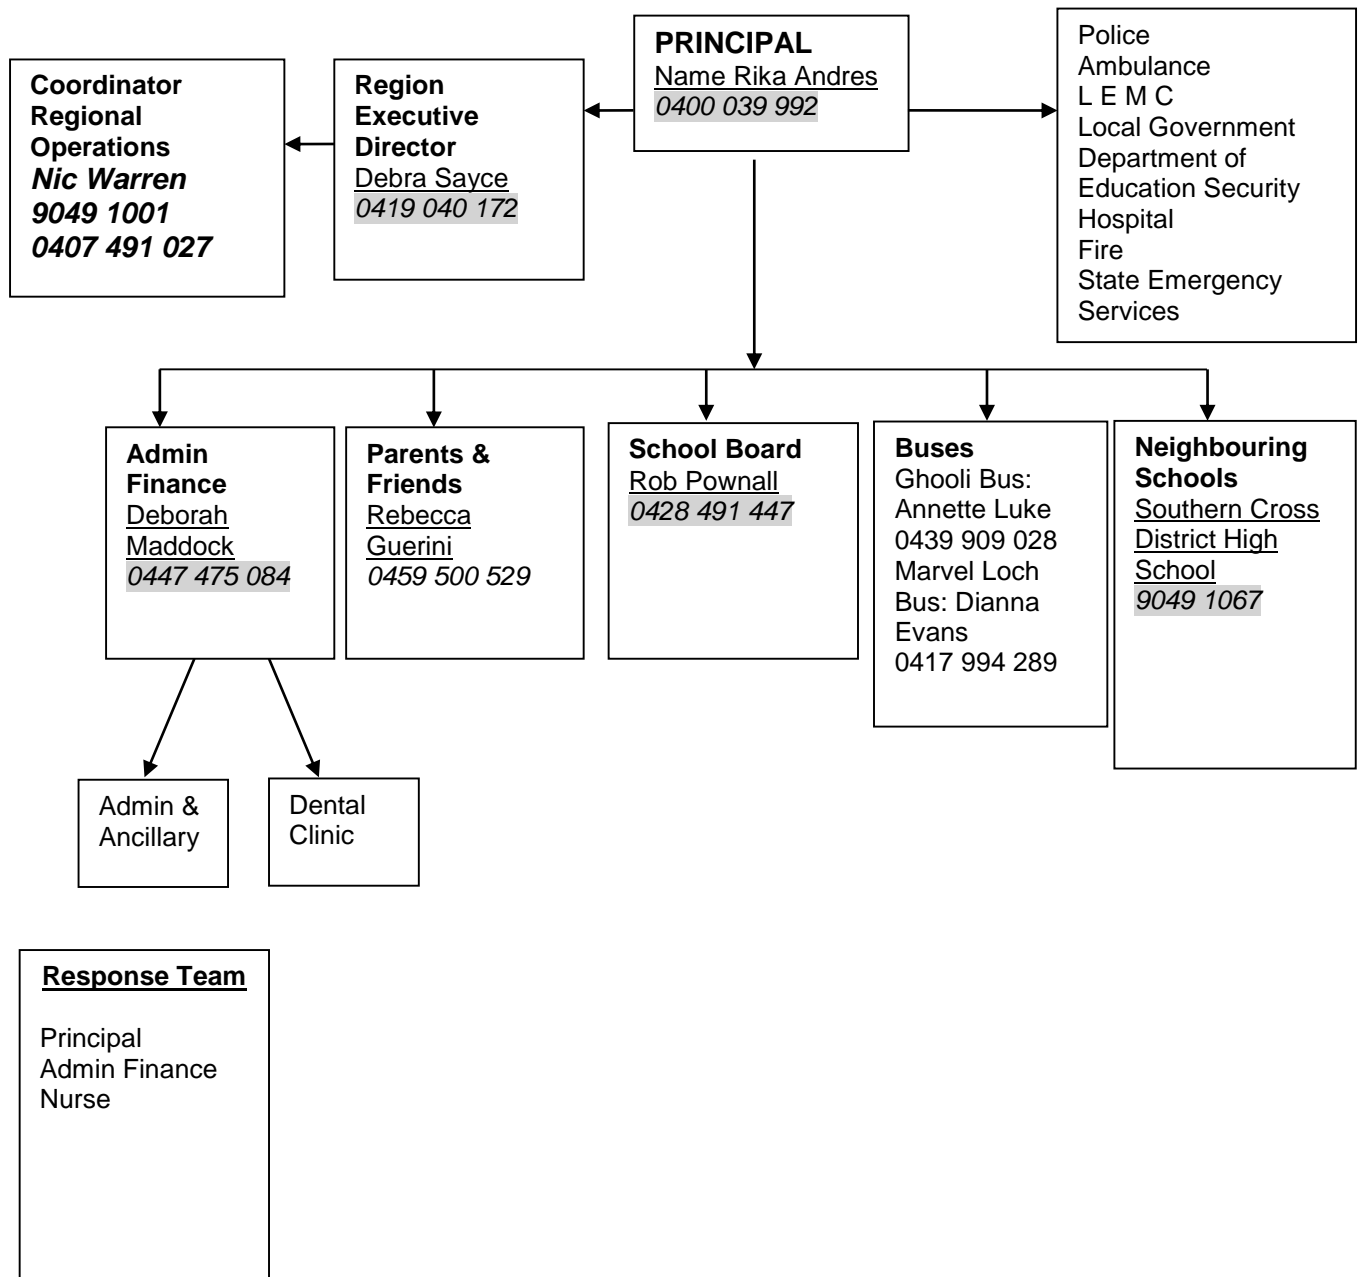 PRINCIPAL
Name Rika Andres
0400 039 992
Coordinator
Regional
Operations
Nic Warren
9049 1001
0407 491 027
Region
Executive
Director
Debra Sayce
0419 040 172
Police
Ambulance
L E M C
Local Government
Department of
Education Security
Hospital
Fire
State Emergency
Services
Admin
Finance
Deborah
Maddock
0447 475 084
Parents &
Friends
Rebecca
Guerini
0459 500 529
School Board
Rob Pownall
0428 491 447
Buses
Ghooli Bus:
Annette Luke
0439 909 028
Marvel Loch
Bus: Dianna
Evans
0417 994 289
Neighbouring
Schools
Southern Cross
District High
School
9049 1067
Admin &
Ancillary
Dental
Clinic
Response Team
Principal
Admin Finance
Nurse